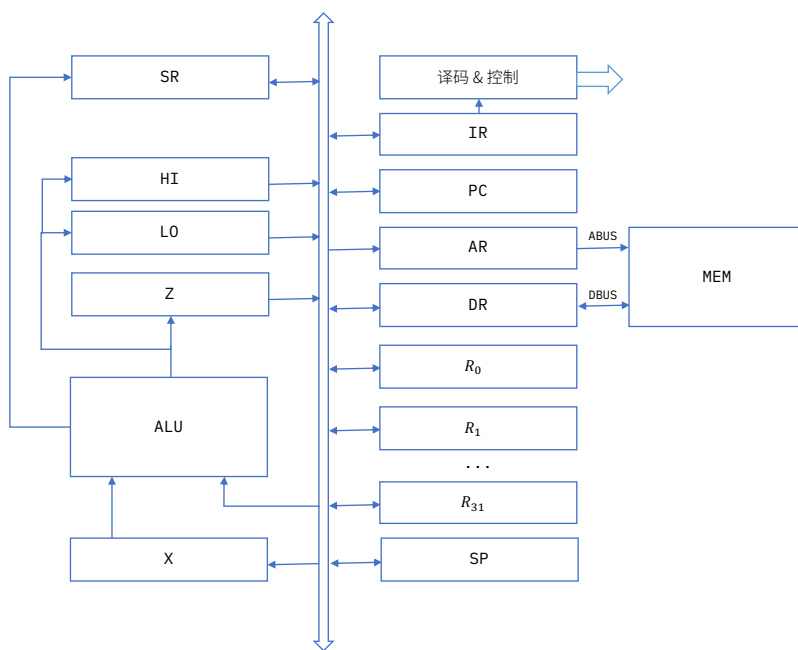 SR
HI
LO
Z
ALU
X
译码 & 控制
IR
PC
AR
DR
R₀
R₁
...
R₃₁
SP
ABUS
DBUS
MEM